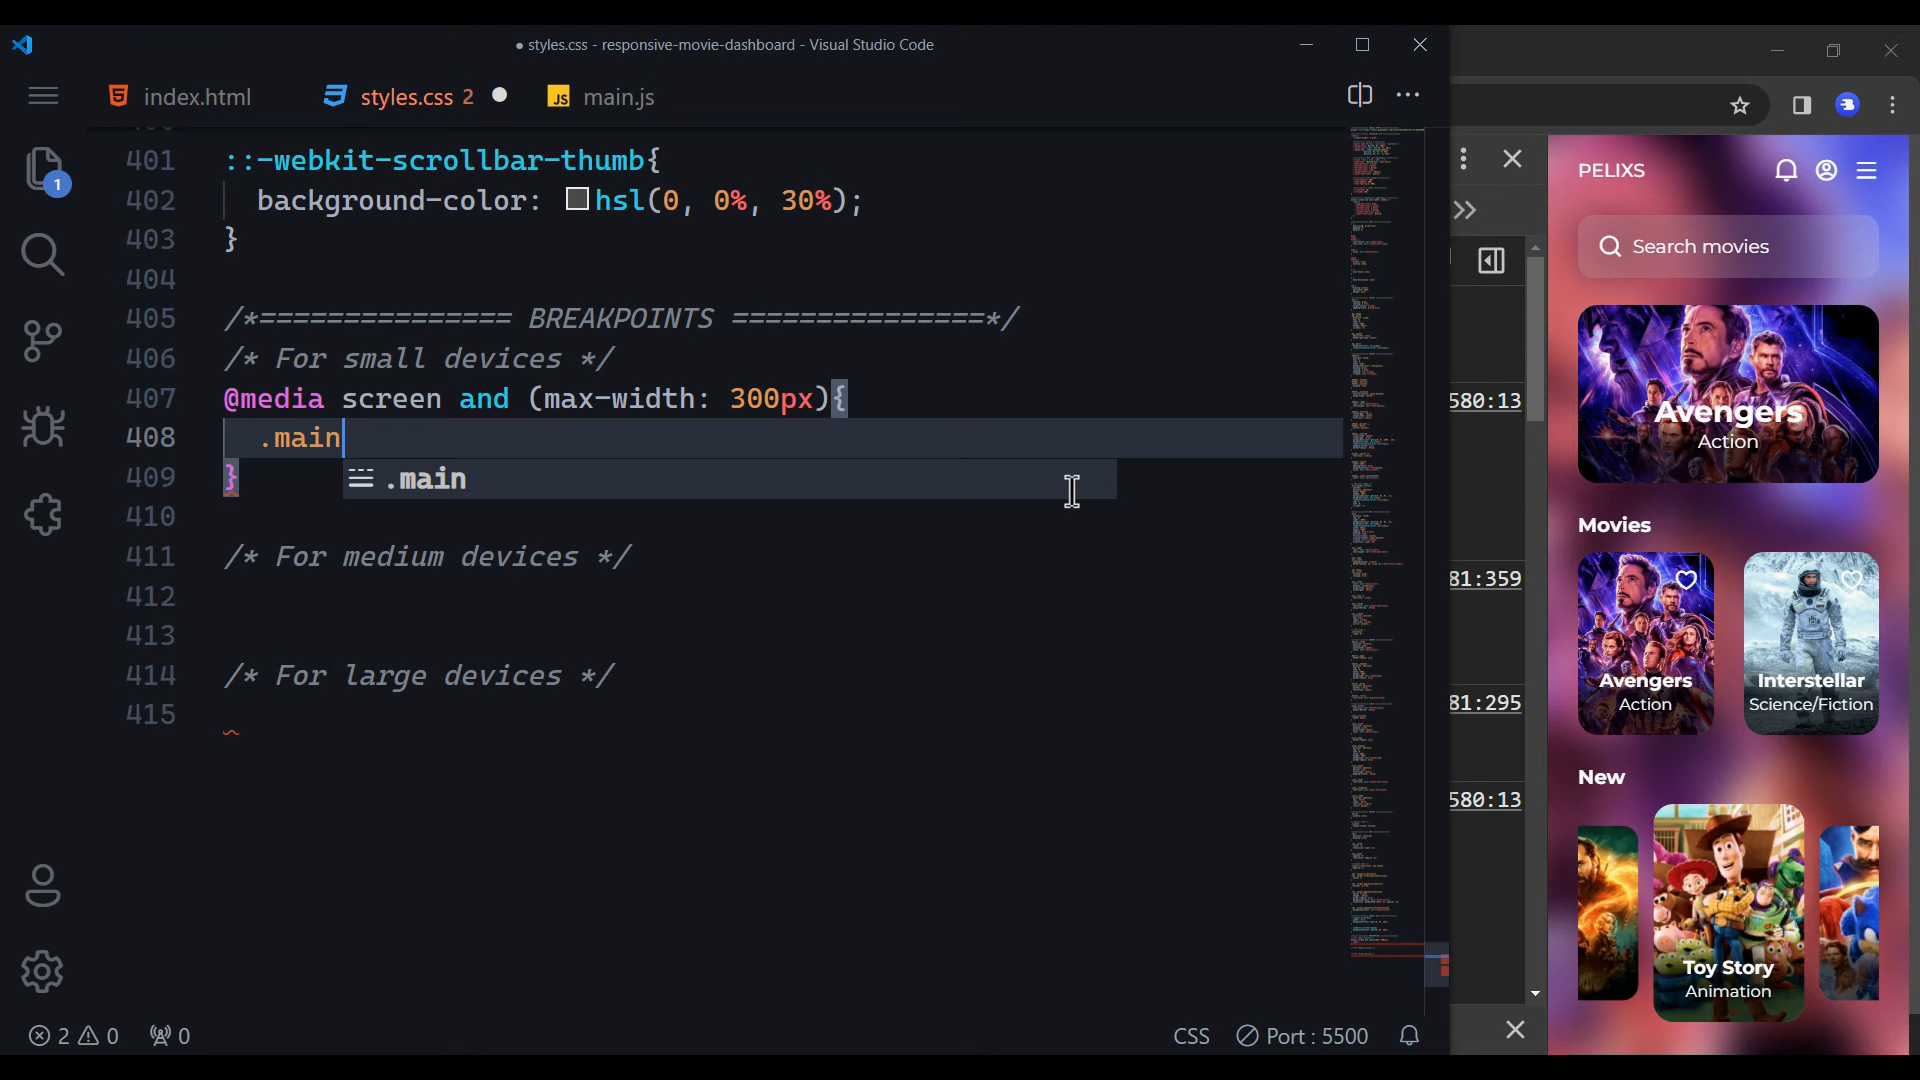 ● styles.css - responsive-movie-dashboard - Visual Studio Code
index.html
styles.css 2
JS main.js
401 ::-webkit-scrollbar-thumb{
402 background-color: hsl(0, 0%, 30%);
403 }
404
405 /*=============== BREAKPOINTS ===============*/
406 /* For small devices */
407 @media screen and (max-width: 300px){
408 .main
409 }
.main
410
411 /* For medium devices */
412
413
414 /* For large devices */
415
1
2 0 0
CSS
Port : 5500
580:13
81:359
81:295
580:13
PELIXS
Search movies
Avengers
Action
Movies
Avengers
Action
Interstellar
Science/Fiction
New
Toy Story
Animation